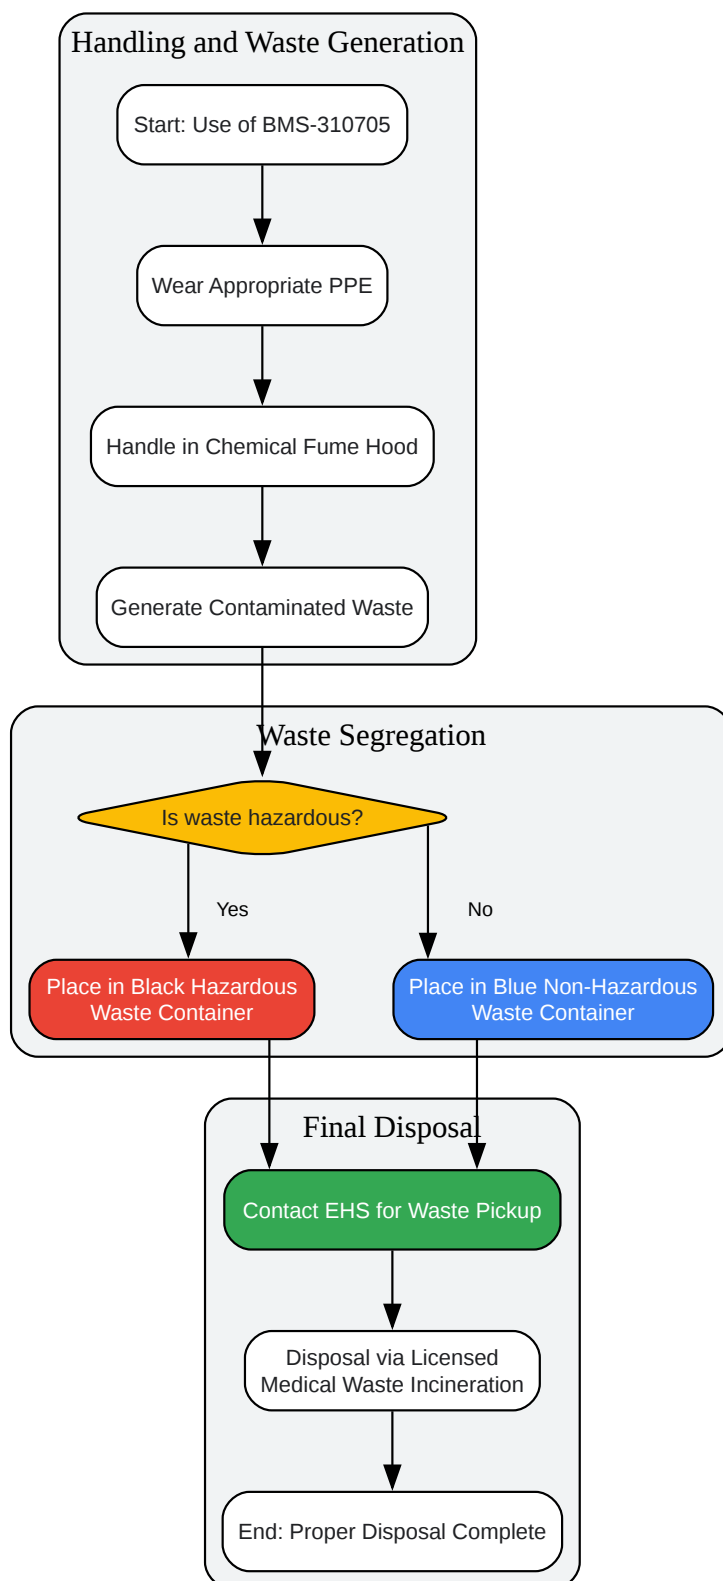 Handling and Waste Generation
Start: Use of BMS-310705
Wear Appropriate PPE
Handle in Chemical Fume Hood
Generate Contaminated Waste
Waste Segregation
Is waste hazardous?
Yes
No
Place in Black Hazardous
Waste Container
Place in Blue Non-Hazardous
Waste Container
Final Disposal
Contact EHS for Waste Pickup
Disposal via Licensed
Medical Waste Incineration
End: Proper Disposal Complete